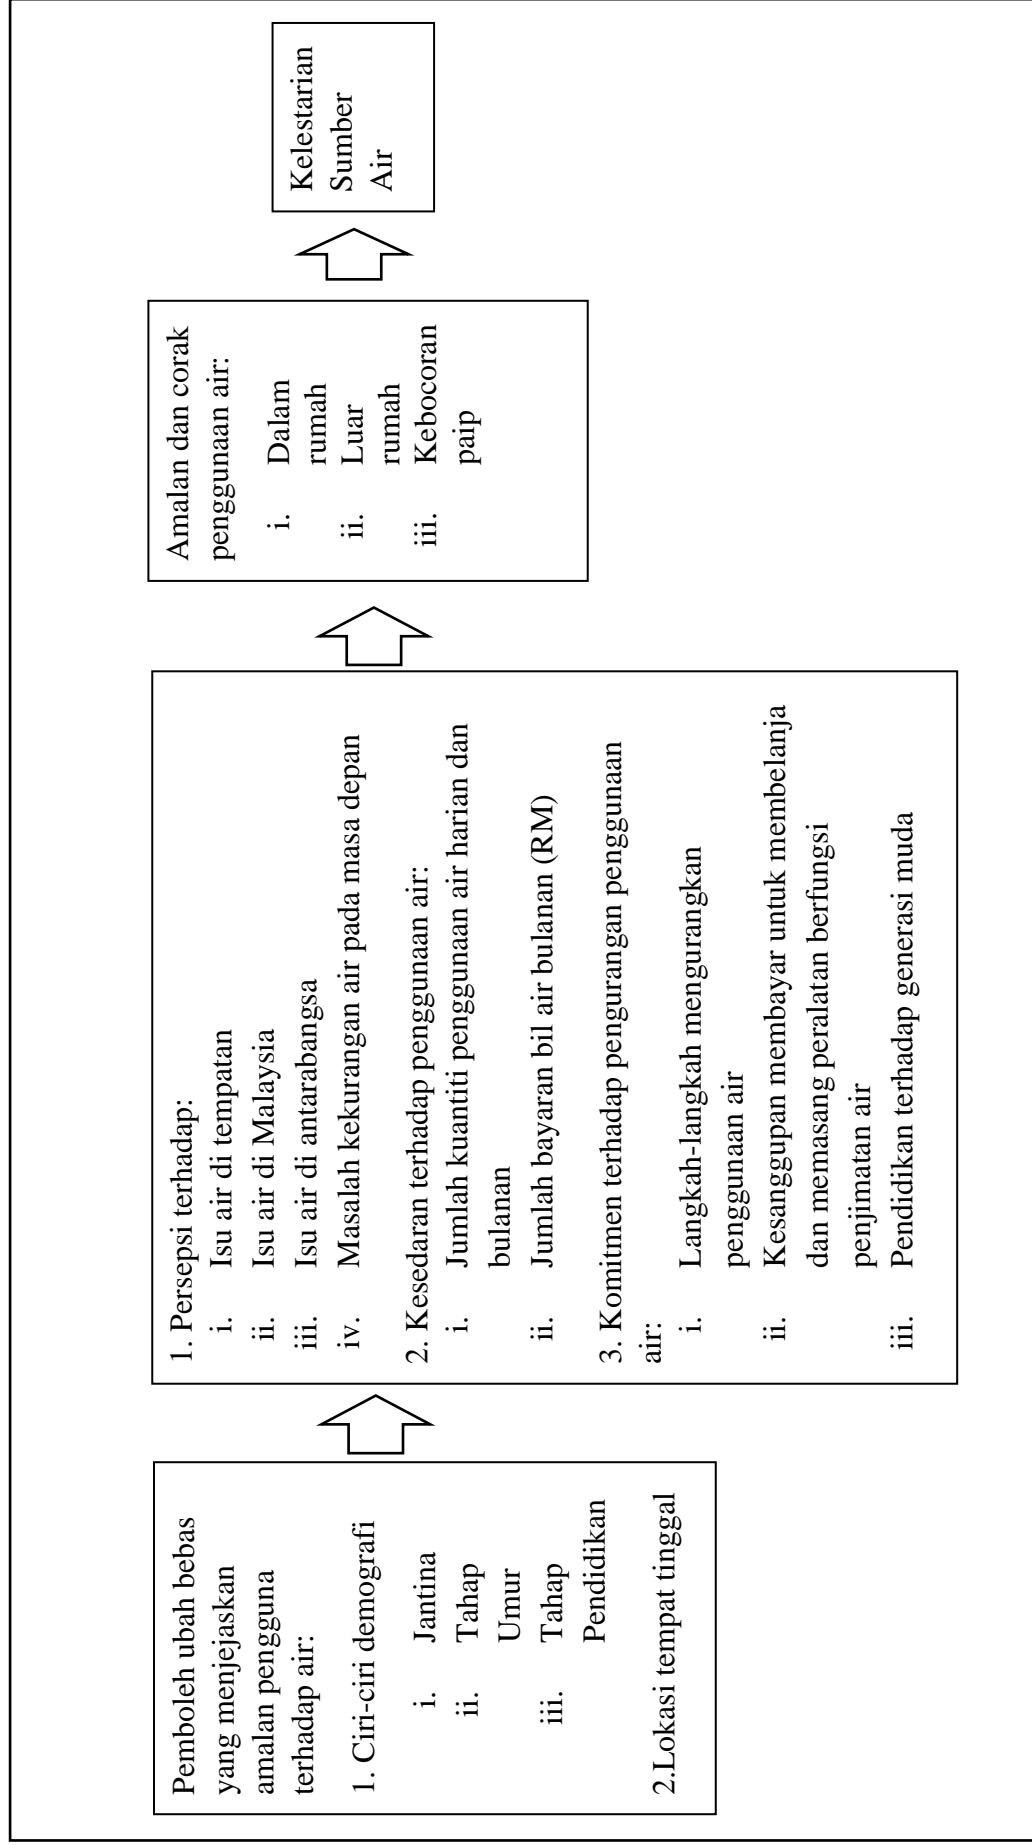 Pemboleh ubah bebas
yang menjejaskan
amalan pengguna
terhadap air:
1. Ciri-ciri demografi
i. Jantina
ii. Tahap
Umur
iii. Tahap
Pendidikan
2.Lokasi tempat tinggal
1. Persepsi terhadap:
i. Isu air di tempatan
ii. Isu air di Malaysia
iii. Isu air di antarabangsa
iv. Masalah kekurangan air pada masa depan
2. Kesedaran terhadap penggunaan air:
i. Jumlah kuantiti penggunaan air harian dan
bulanan
ii. Jumlah bayaran bil air bulanan (RM)
3. Komitmen terhadap pengurangan penggunaan
air:
i. Langkah-langkah mengurangkan
penggunaan air
ii. Kesanggupan membayar untuk membelanja
dan memasang peralatan berfungsi
penjimatan air
iii. Pendidikan terhadap generasi muda
Amalan dan corak
penggunaan air:
i. Dalam
rumah
ii. Luar
rumah
iii. Kebocoran
paip
Kelestarian
Sumber
Air